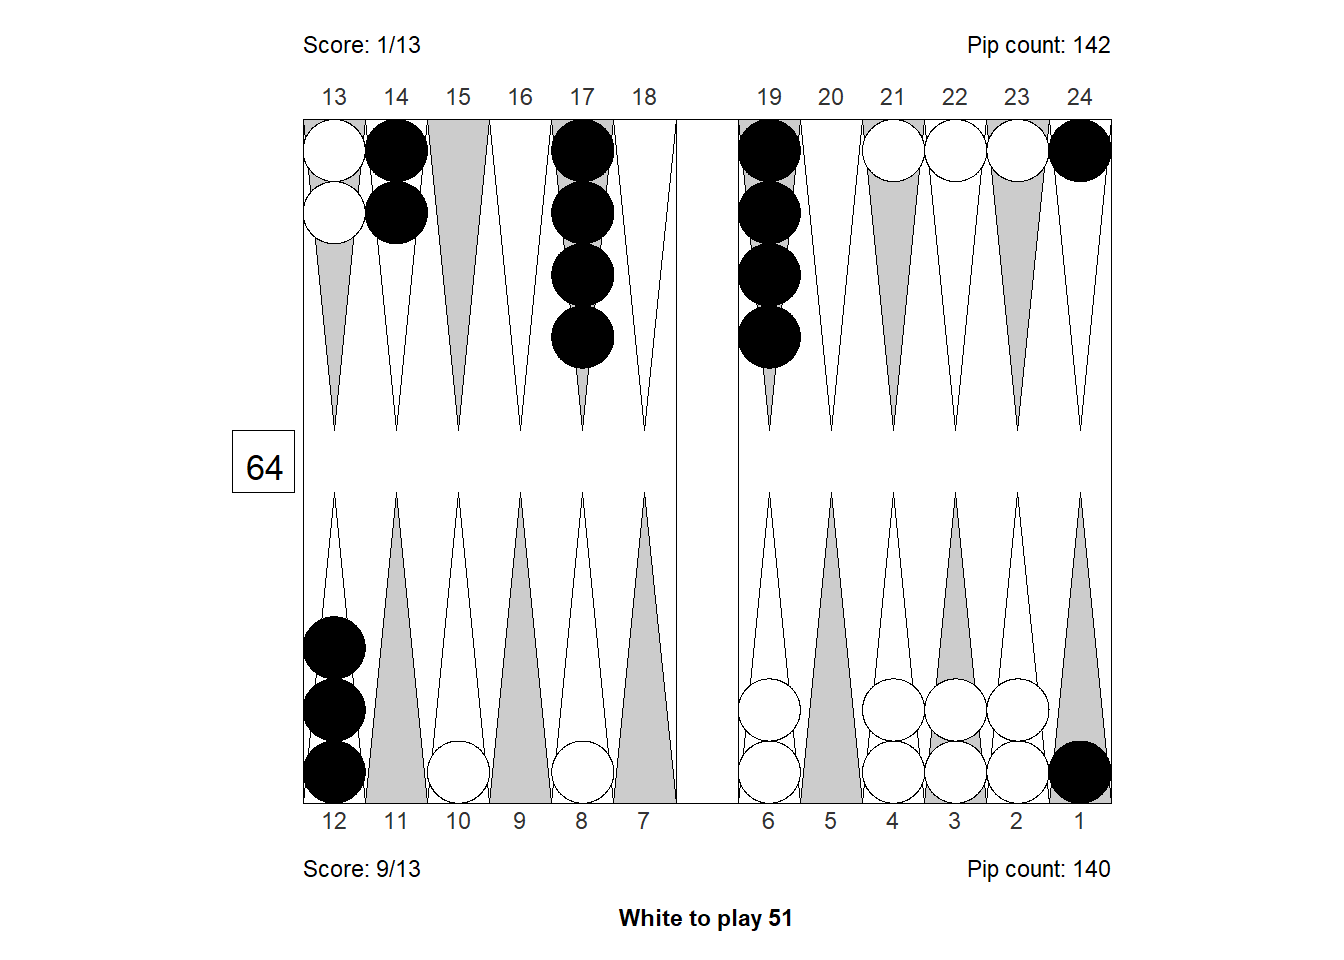 Score: 1/13 Pip count: 142
13 14 15 16 17 18 19 20 21 22 23 24
64
12 11 10 9 8 7 6 5 4 3 2 1
Score: 9/13 Pip count: 140
White to play 51